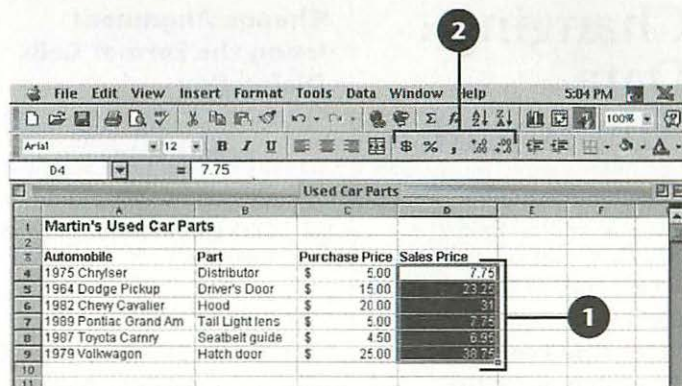 2
File Edit View Insert Format Tools Data Window Help 5:04 PM
100%
Arial 12 B I U $ % ,
D4 = 7.75
Used Car Parts
A B C D E F
1 Martin's Used Car Parts
2
3 Automobile Part Purchase Price Sales Price
4 1975 Chrylser Distributor $ 5.00 7.75
5 1964 Dodge Pickup Driver's Door $ 15.00 23.25
6 1982 Chevy Cavalier Hood $ 20.00 31
7 1989 Pontiac Grand Am Tail Light lens $ 5.00 7.75
8 1987 Toyota Camry Seatbelt guide $ 4.50 6.95
9 1979 Volkwagon Hatch door $ 25.00 38.75
10
11
1